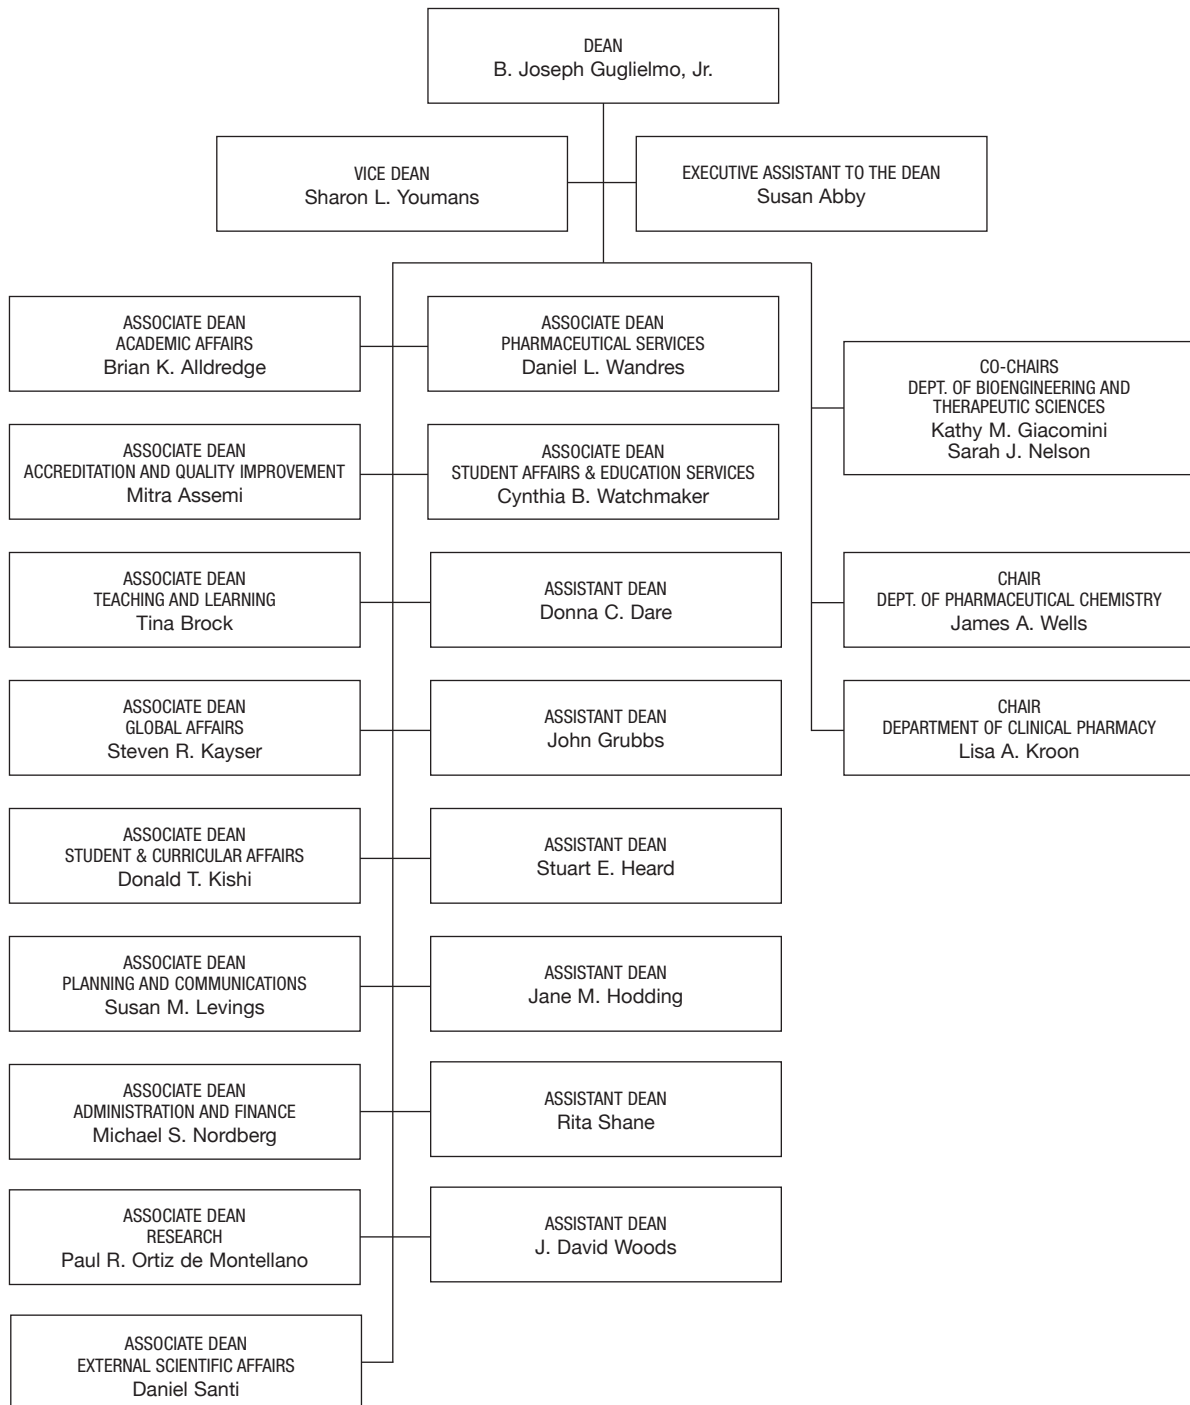 DEAN
B. Joseph Guglielmo, Jr.
VICE DEAN
Sharon L. Youmans
EXECUTIVE ASSISTANT TO THE DEAN
Susan Abby
ASSOCIATE DEAN
ACADEMIC AFFAIRS
Brian K. Alldredge
ASSOCIATE DEAN
PHARMACEUTICAL SERVICES
Daniel L. Wandres
CO-CHAIRS
DEPT. OF BIOENGINEERING AND
THERAPEUTIC SCIENCES
Kathy M. Giacomini
Sarah J. Nelson
ASSOCIATE DEAN
ACCREDITATION AND QUALITY IMPROVEMENT
Mitra Assemi
ASSOCIATE DEAN
STUDENT AFFAIRS & EDUCATION SERVICES
Cynthia B. Watchmaker
ASSOCIATE DEAN
TEACHING AND LEARNING
Tina Brock
ASSISTANT DEAN
Donna C. Dare
CHAIR
DEPT. OF PHARMACEUTICAL CHEMISTRY
James A. Wells
ASSOCIATE DEAN
GLOBAL AFFAIRS
Steven R. Kayser
ASSISTANT DEAN
John Grubbs
CHAIR
DEPARTMENT OF CLINICAL PHARMACY
Lisa A. Kroon
ASSOCIATE DEAN
STUDENT & CURRICULAR AFFAIRS
Donald T. Kishi
ASSISTANT DEAN
Stuart E. Heard
ASSOCIATE DEAN
PLANNING AND COMMUNICATIONS
Susan M. Levings
ASSISTANT DEAN
Jane M. Hodding
ASSOCIATE DEAN
ADMINISTRATION AND FINANCE
Michael S. Nordberg
ASSISTANT DEAN
Rita Shane
ASSOCIATE DEAN
RESEARCH
Paul R. Ortiz de Montellano
ASSISTANT DEAN
J. David Woods
ASSOCIATE DEAN
EXTERNAL SCIENTIFIC AFFAIRS
Daniel Santi